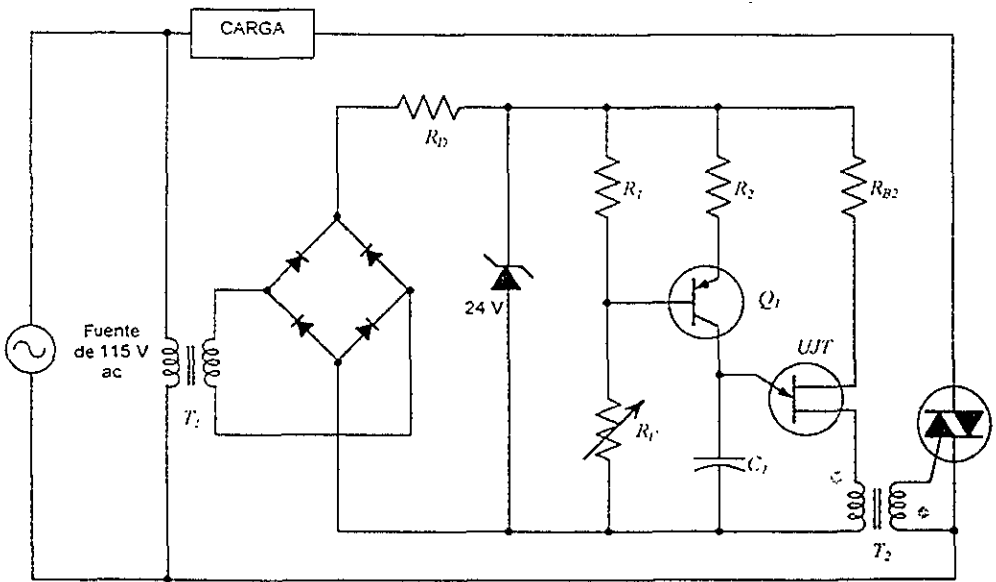 CARGA
R_D
R_1
R_2
R_B2
24 V
Q_1
Fuente
de 115 V
ac
UJT
T_1
R_F
C_1
T_2